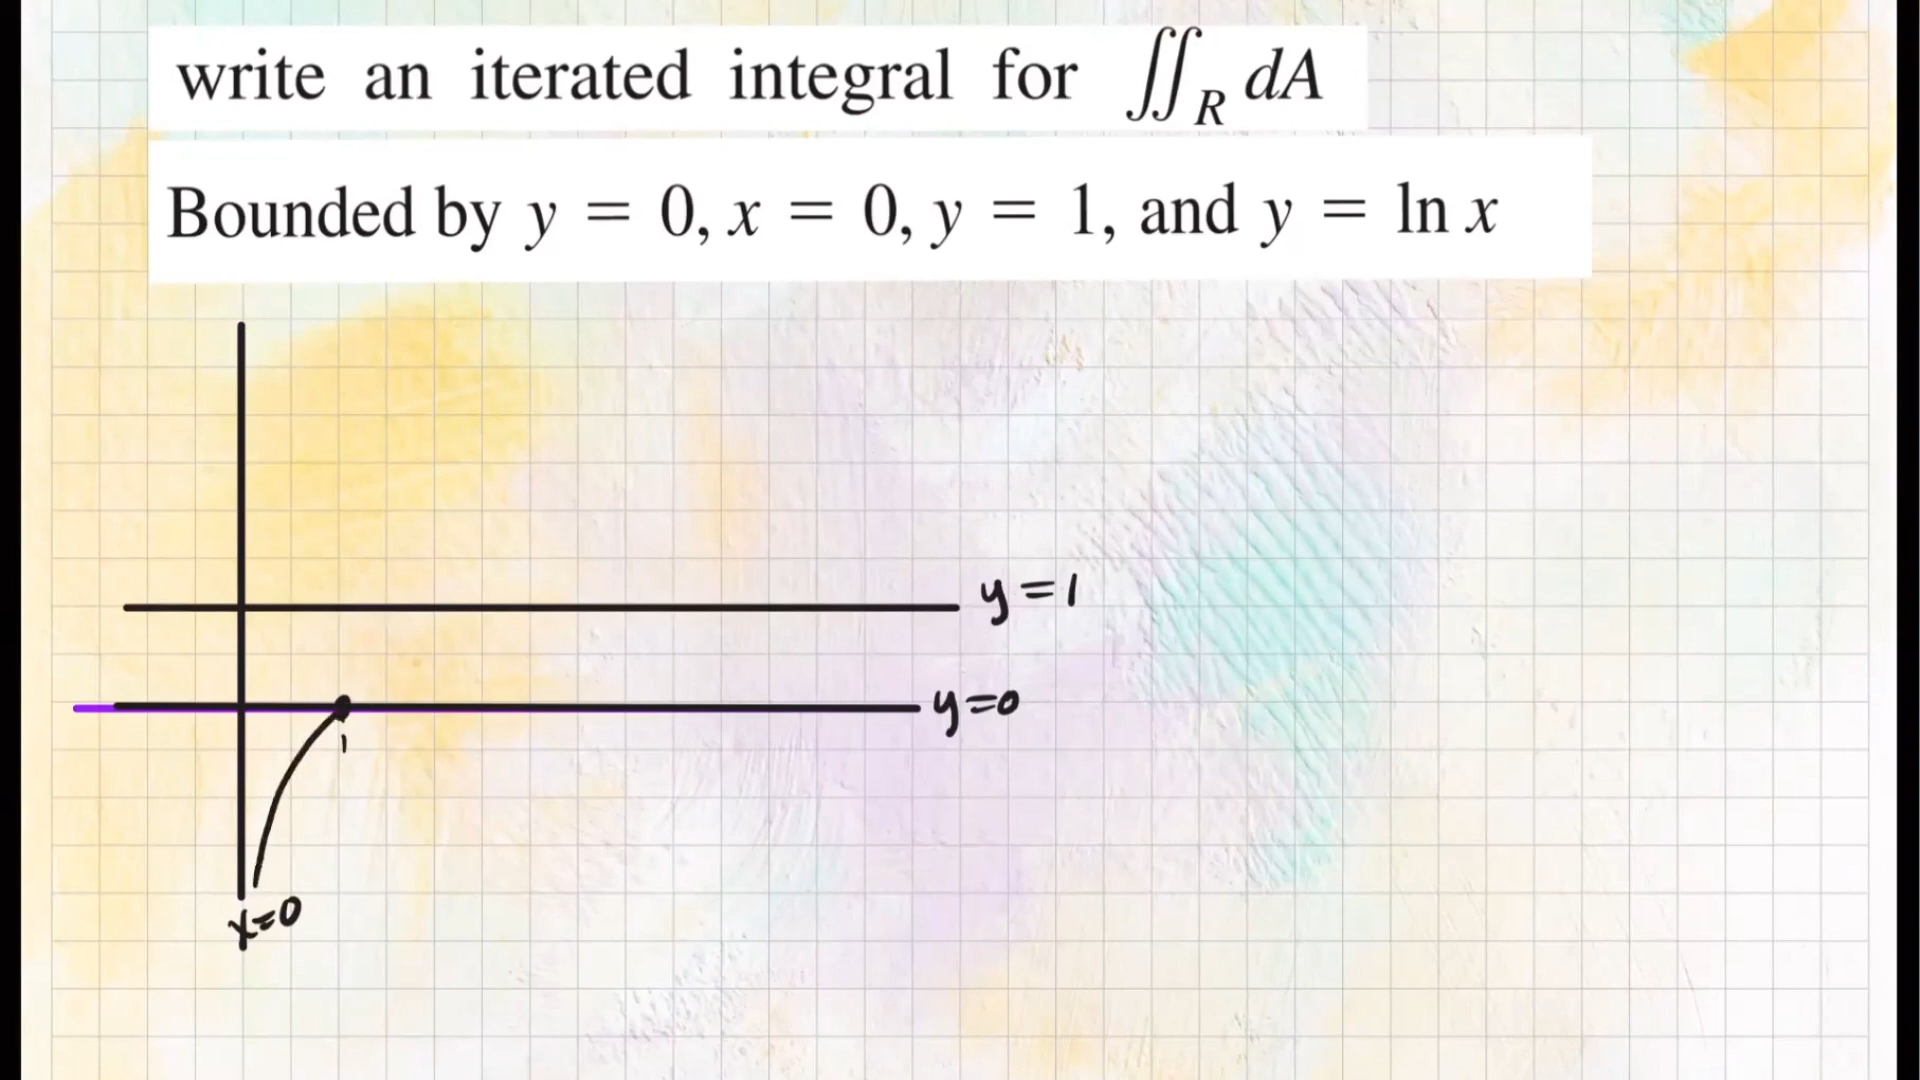 write an iterated integral for ∬_R dA
Bounded by y = 0, x = 0, y = 1, and y = ln x
y=1
y=0
1
x=0